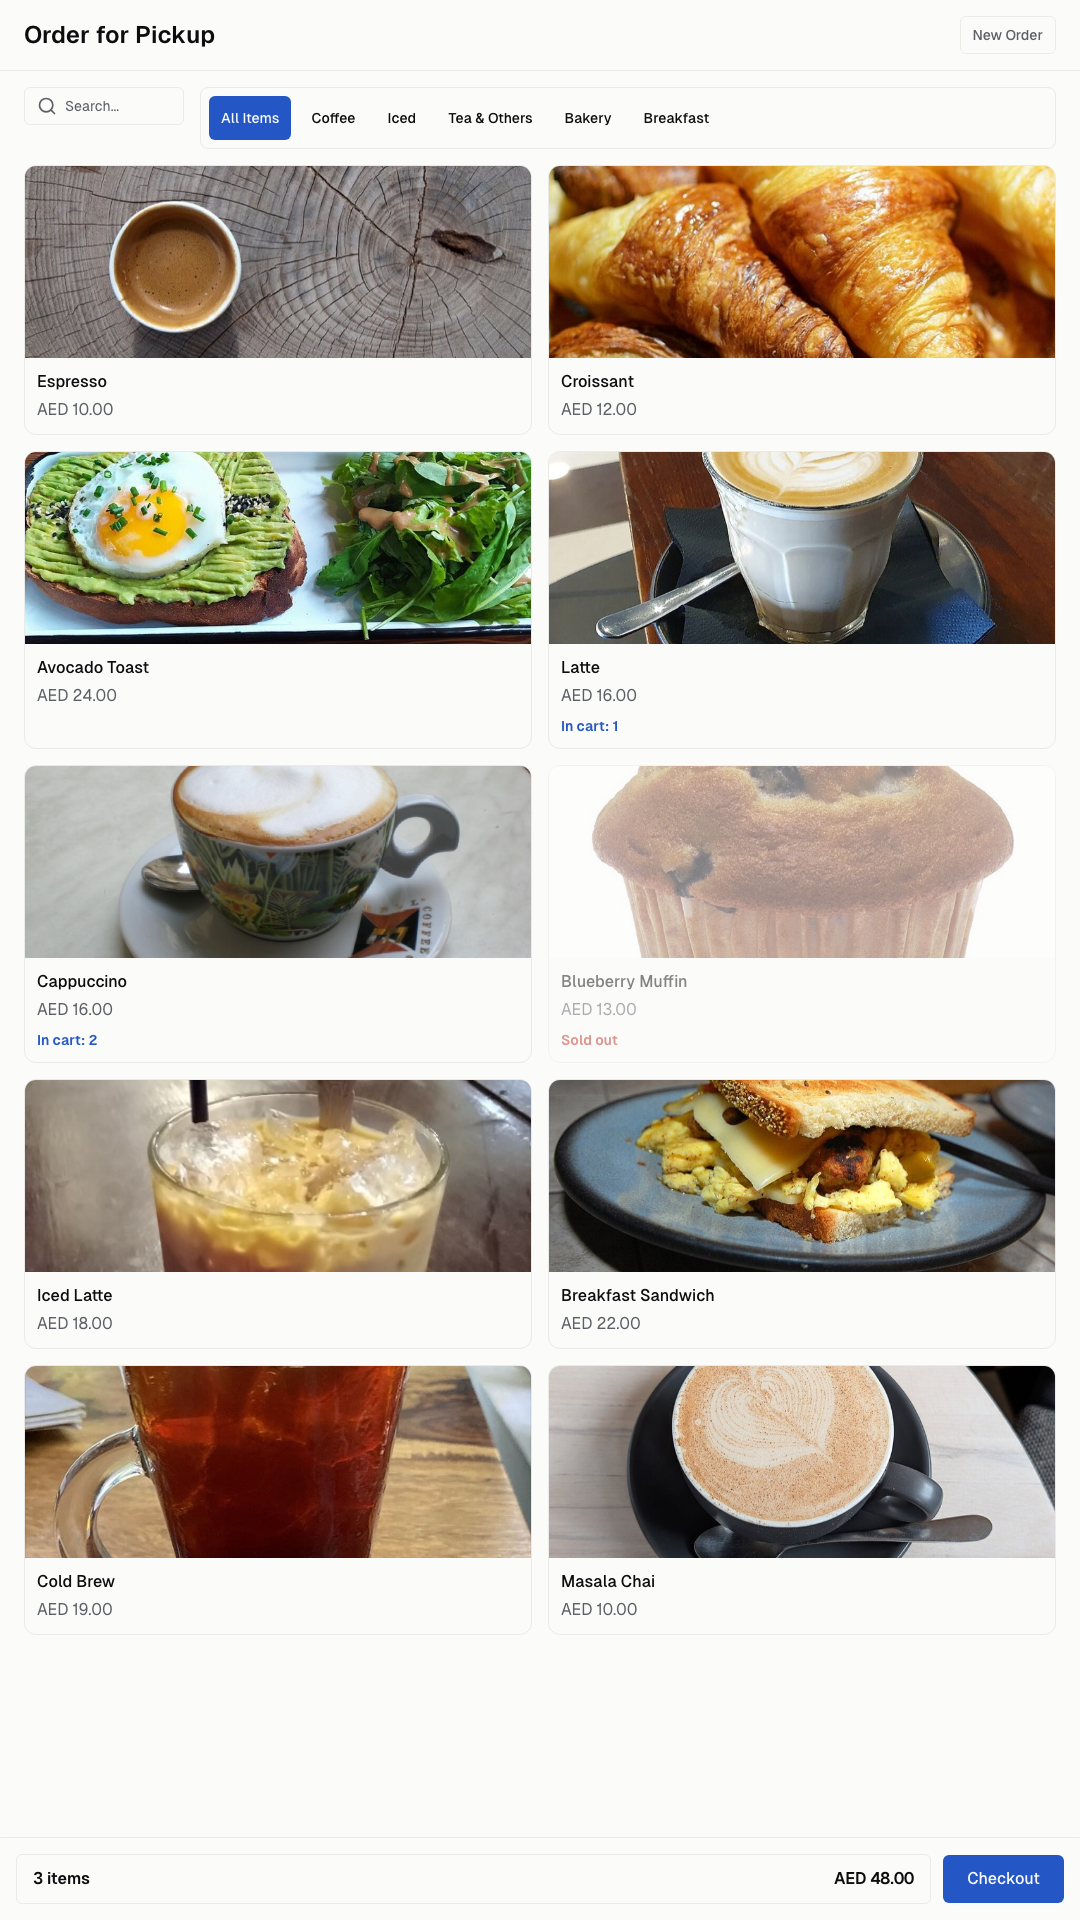 Order for Pickup
New Order
Search...
All Items
Coffee
Iced
Tea & Others
Bakery
Breakfast
Espresso
AED 10.00
Croissant
AED 12.00
Avocado Toast
AED 24.00
Latte
AED 16.00
In cart: 1
COFFEE
Cappuccino
AED 16.00
In cart: 2
Blueberry Muffin
AED 13.00
Sold out
Iced Latte
AED 18.00
Breakfast Sandwich
AED 22.00
Cold Brew
AED 19.00
Masala Chai
AED 10.00
3 items
AED 48.00
Checkout